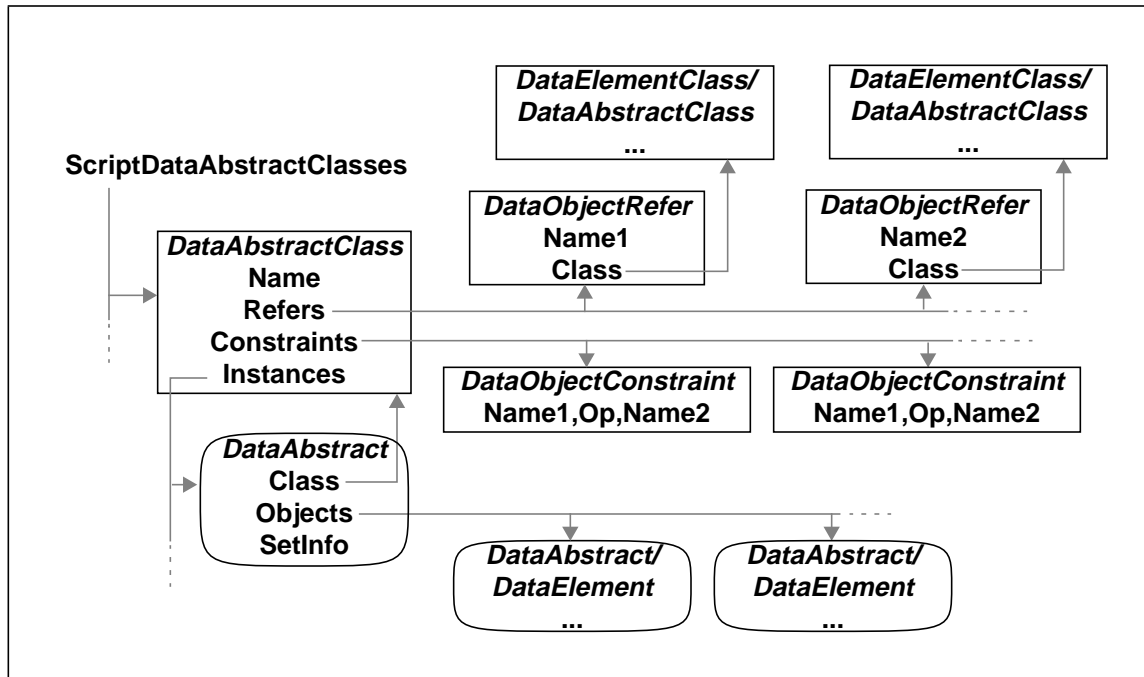 DataElementClass/
DataAbstractClass
...
DataElementClass/
DataAbstractClass
...
ScriptDataAbstractClasses
DataObjectRefer
Name1
Class
DataObjectRefer
Name2
Class
DataAbstractClass
Name
Refers
Constraints
Instances
DataObjectConstraint
Name1,Op,Name2
DataObjectConstraint
Name1,Op,Name2
DataAbstract
Class
Objects
SetInfo
DataAbstract/
DataElement
...
DataAbstract/
DataElement
...